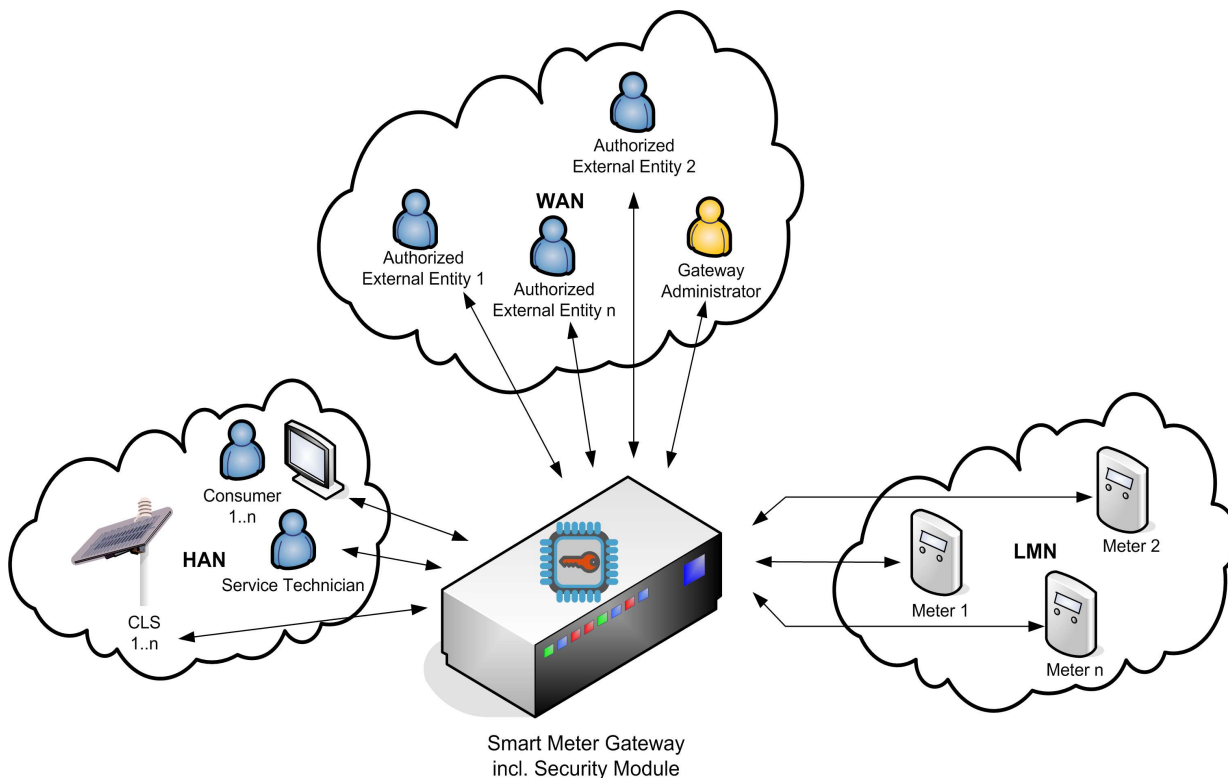 Authorized
External Entity 2
WAN
Authorized
External Entity 1
Authorized
External Entity n
Gateway
Administrator
Consumer
1..n
HAN
Service Technician
CLS
1..n
Meter 2
LMN
Meter 1
Meter n
Smart Meter Gateway
incl. Security Module